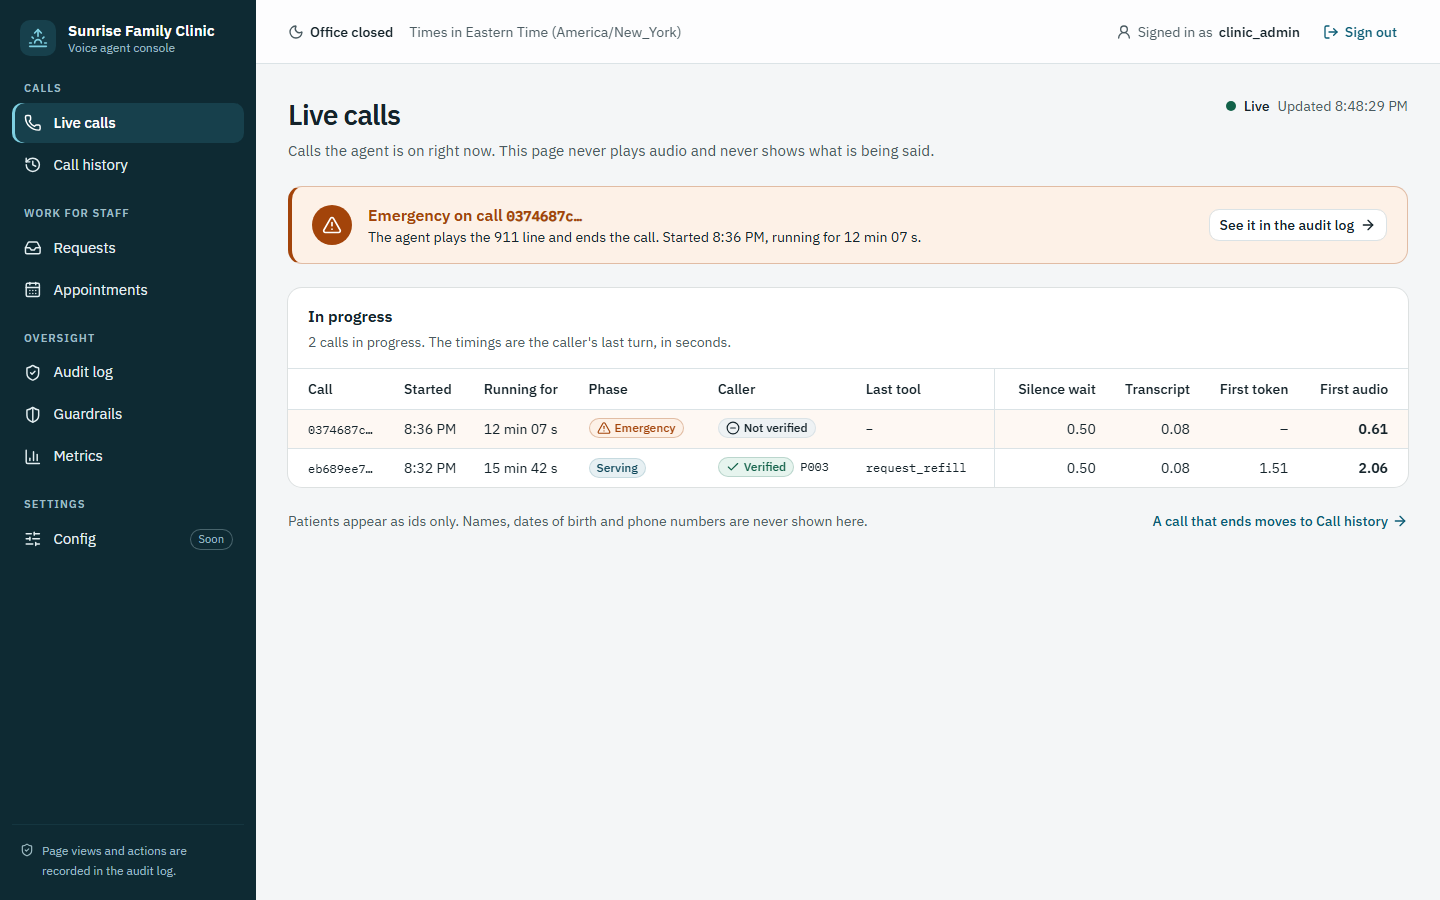 Sunrise Family Clinic
Voice agent console
CALLS
Live calls
Call history
WORK FOR STAFF
Requests
Appointments
OVERSIGHT
Audit log
Guardrails
Metrics
SETTINGS
Config Soon
Page views and actions are
recorded in the audit log.
Office closed Times in Eastern Time (America/New_York) Signed in as clinic_admin Sign out
Live calls
Live Updated 8:48:29 PM
Calls the agent is on right now. This page never plays audio and never shows what is being said.
Emergency on call 0374687c…
The agent plays the 911 line and ends the call. Started 8:36 PM, running for 12 min 07 s.
See it in the audit log →
In progress
2 calls in progress. The timings are the caller's last turn, in seconds.
Call Started Running for Phase Caller Last tool Silence wait Transcript First token First audio
0374687c… 8:36 PM 12 min 07 s Emergency Not verified – 0.50 0.08 – 0.61
eb689ee7… 8:32 PM 15 min 42 s Serving Verified P003 request_refill 0.50 0.08 1.51 2.06
Patients appear as ids only. Names, dates of birth and phone numbers are never shown here.
A call that ends moves to Call history →